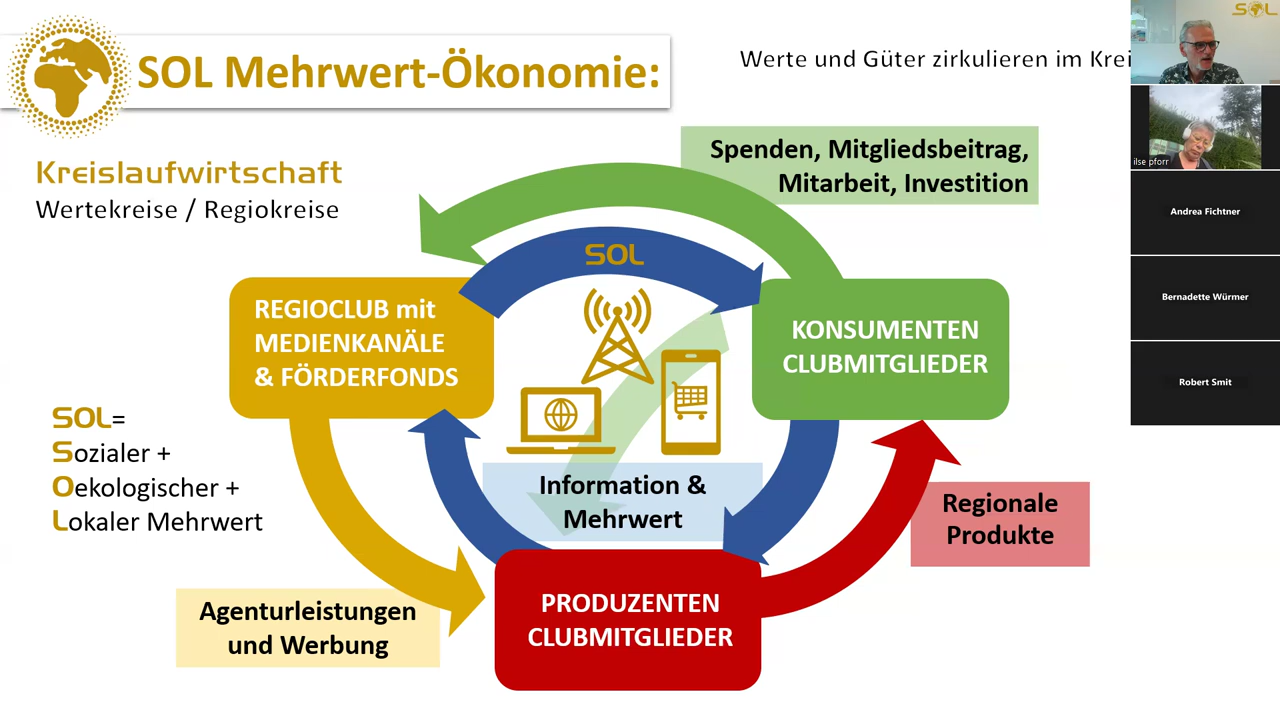 SOL Mehrwert-Ökonomie:
Werte und Güter zirkulieren im Krei
SOL
Kreislaufwirtschaft
Wertekreise / Regiokreise
Spenden, Mitgliedsbeitrag,
Mitarbeit, Investition
SOL
REGIOCLUB mit
MEDIENKANÄLE
& FÖRDERFONDS
KONSUMENTEN
CLUBMITGLIEDER
SOL=
Sozialer +
Oekologischer +
Lokaler Mehrwert
Information &
Mehrwert
Regionale
Produkte
Agenturleistungen
und Werbung
PRODUZENTEN
CLUBMITGLIEDER
ilse pforr
Andrea Fichtner
Bernadette Würmer
Robert Smit